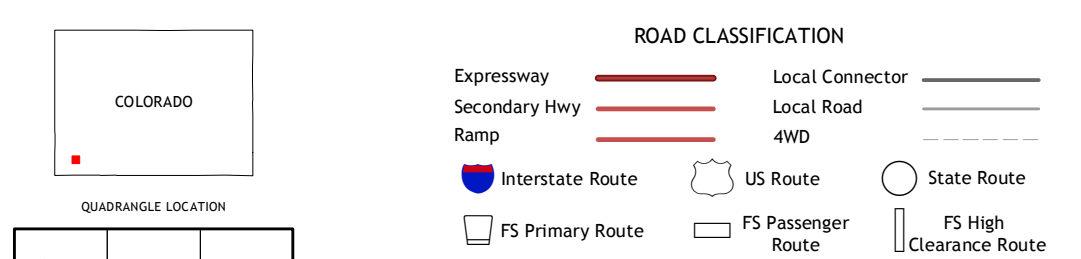 COLORADO
QUADRANGLE LOCATION
ROAD CLASSIFICATION
Expressway
Local Connector
Secondary Hwy
Local Road
Ramp
4WD
Interstate Route
US Route
State Route
FS Primary Route
FS Passenger
Route
FS High
Clearance Route